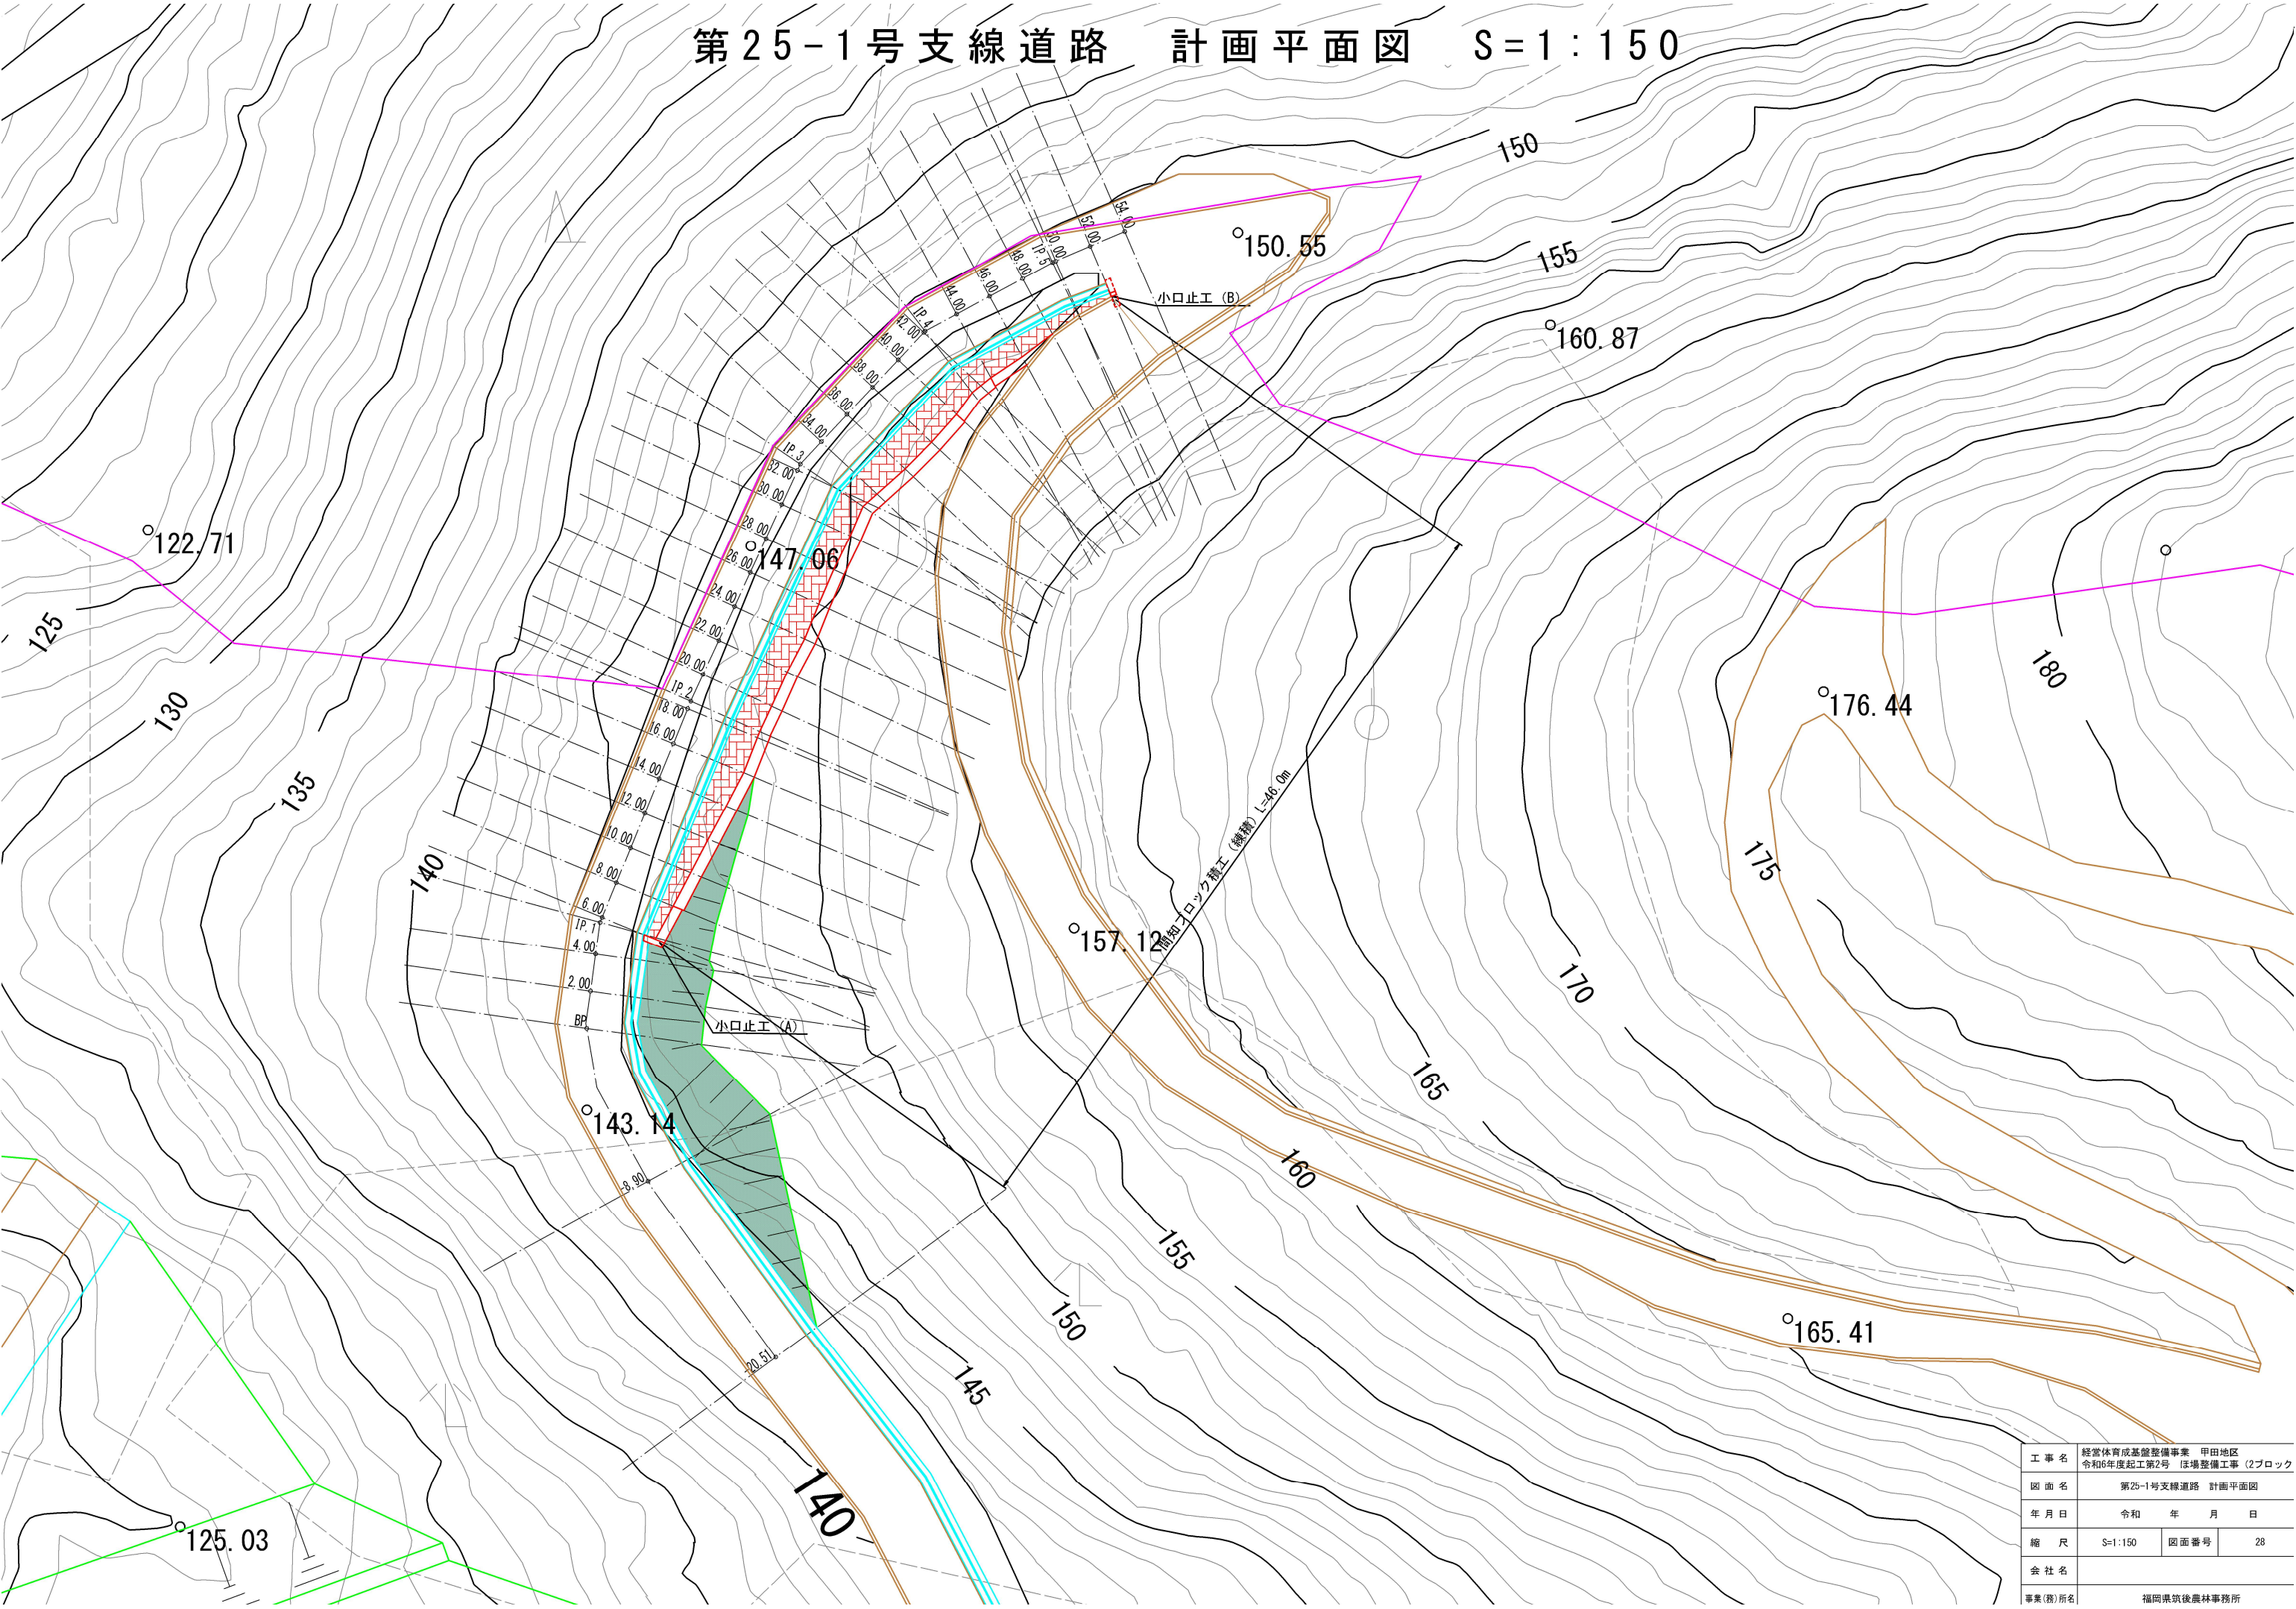 第25-1号支線道路　計画平面図　S=1:150
150
155
150.55
160.87
54.00
52.00
50.00
IP.5
48.00
46.00
44.00
IP.4
42.00
40.00
38.00
36.00
34.00
IP.3
32.00
30.00
28.00
26.00
24.00
22.00
20.00
IP.2
18.00
16.00
14.00
12.00
10.00
8.00
6.00
IP.1
4.00
2.00
BP
-8.90
-20.51
小口止工（B）
小口止工（A）
間知ブロック積工（練積）L=46.0m
122.71
147.06
125
130
135
140
176.44
180
175
170
165
160
155
150
145
140
157.12
143.14
165.41
125.03
工事名
経営体育成基盤整備事業　甲田地区
令和6年度起工第2号　ほ場整備工事（2ブロック
図面名
第25-1号支線道路　計画平面図
年月日
令和　年　月　日
縮　尺
S=1:150
図面番号
28
会社名
事業(務)所名
福岡県筑後農林事務所